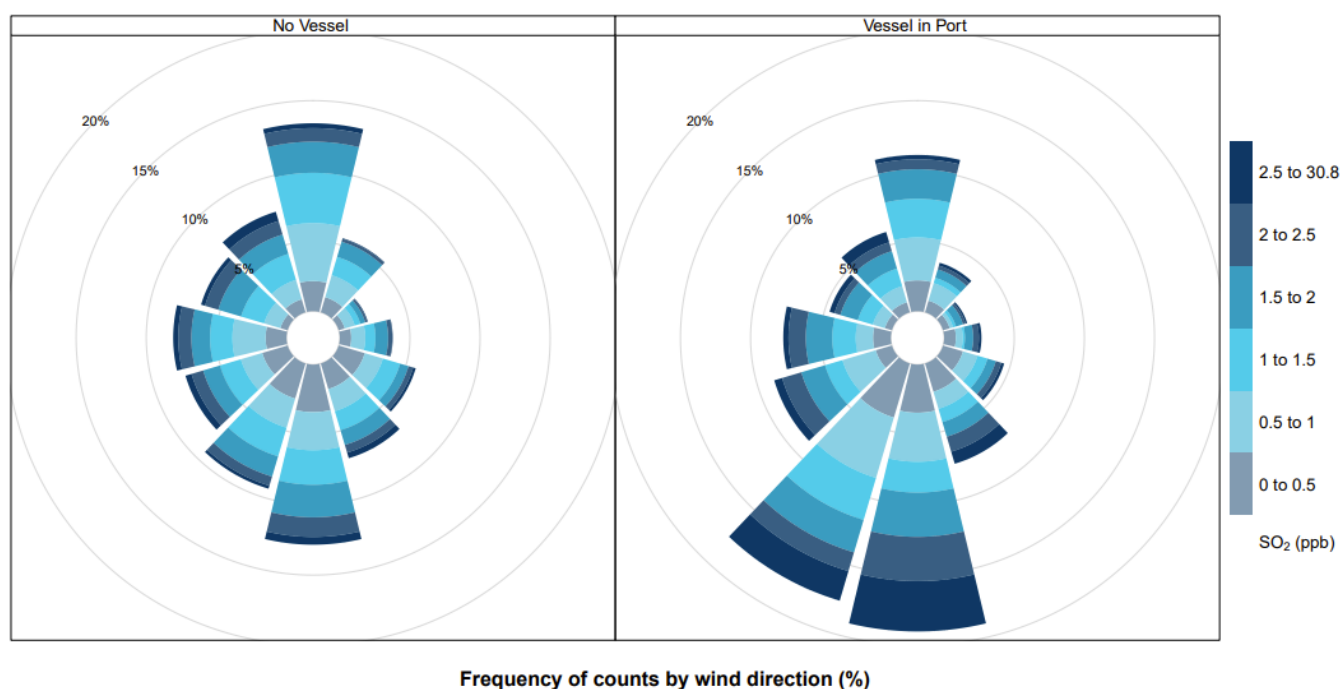 No Vessel
Vessel in Port
20%
15%
10%
5%
20%
15%
10%
5%
2.5 to 30.8
2 to 2.5
1.5 to 2
1 to 1.5
0.5 to 1
0 to 0.5
SO₂ (ppb)
Frequency of counts by wind direction (%)